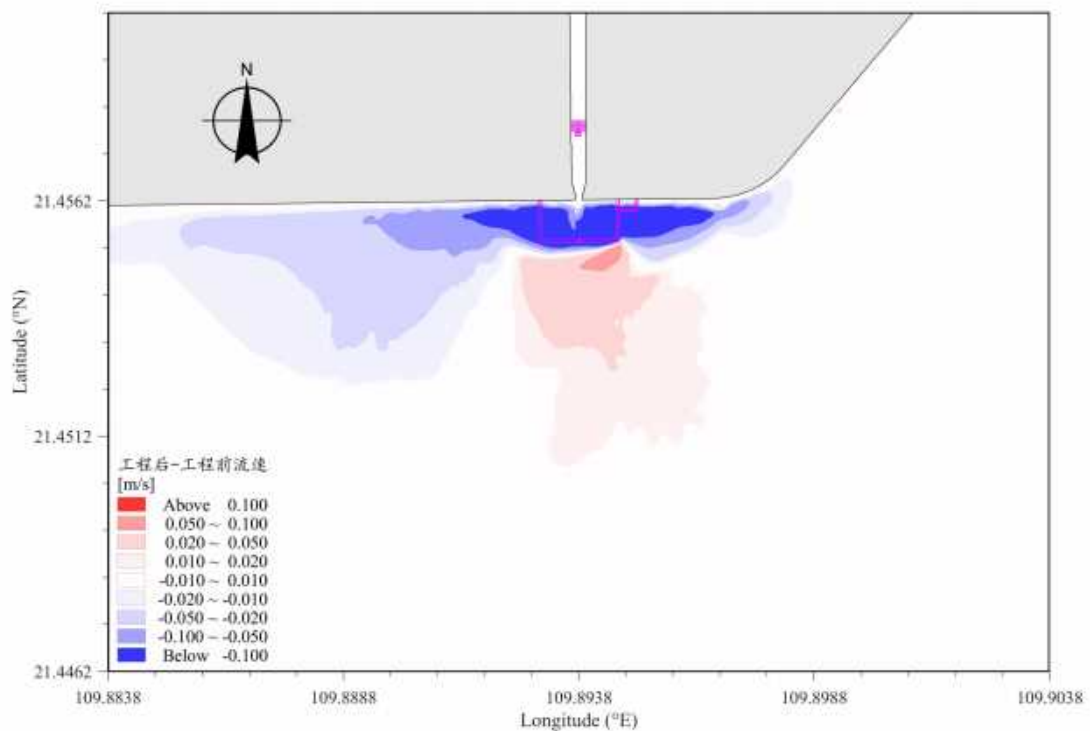 N
21.4562
Latitude (°N)
21.4512
工程后-工程前流速
[m/s]
Above 0.100
0.050 ~ 0.100
0.020 ~ 0.050
0.010 ~ 0.020
-0.010 ~ 0.010
-0.020 ~ -0.010
-0.050 ~ -0.020
-0.100 ~ -0.050
Below -0.100
21.4462
109.8838 109.8888 109.8938 109.8988 109.9038
Longitude (°E)